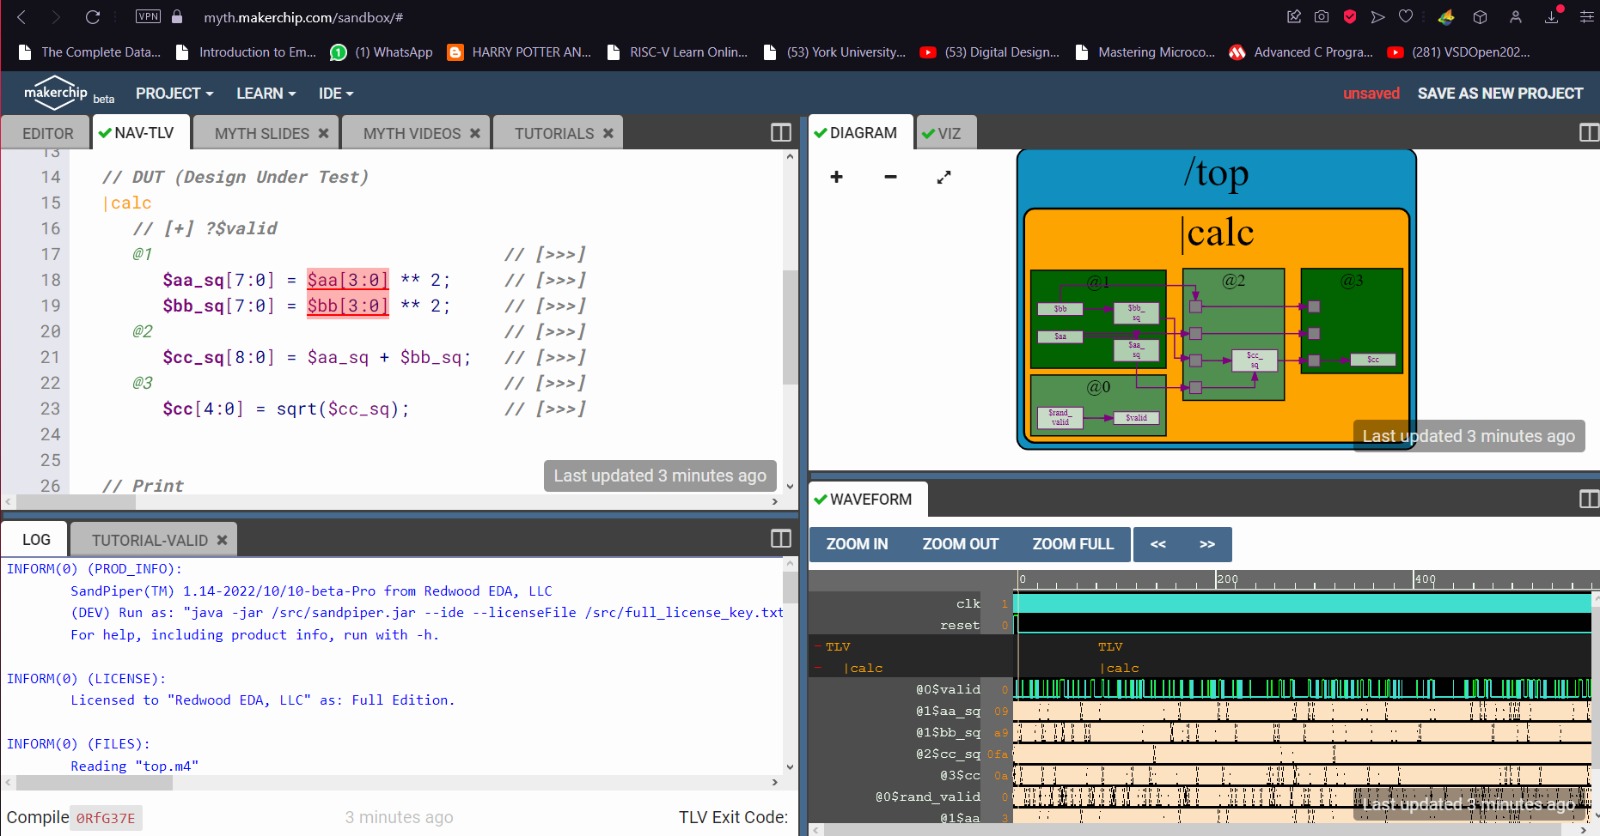 VPN myth.makerchip.com/sandbox/#
The Complete Data... Introduction to Em... (1) WhatsApp HARRY POTTER AN... RISC-V Learn Onlin... (53) York University... (53) Digital Design... Mastering Microco... Advanced C Progra... (281) VSDOpen202...
makerchip beta PROJECT LEARN IDE unsaved SAVE AS NEW PROJECT
EDITOR NAV-TLV MYTH SLIDES MYTH VIDEOS TUTORIALS
13
14 // DUT (Design Under Test)
15 |calc
16 // [+] ?$valid
17 @1 // [>>>]
18 $aa_sq[7:0] = $aa[3:0] ** 2; // [>>>]
19 $bb_sq[7:0] = $bb[3:0] ** 2; // [>>>]
20 @2 // [>>>]
21 $cc_sq[8:0] = $aa_sq + $bb_sq; // [>>>]
22 @3 // [>>>]
23 $cc[4:0] = sqrt($cc_sq); // [>>>]
24
25
26 // Print
Last updated 3 minutes ago
LOG TUTORIAL-VALID
INFORM(0) (PROD_INFO):
SandPiper(TM) 1.14-2022/10/10-beta-Pro from Redwood EDA, LLC
(DEV) Run as: "java -jar /src/sandpiper.jar --ide --licenseFile /src/full_license_key.txt
For help, including product info, run with -h.
INFORM(0) (LICENSE):
Licensed to "Redwood EDA, LLC" as: Full Edition.
INFORM(0) (FILES):
Reading "top.m4"
Compile 0RfG37E 3 minutes ago TLV Exit Code:
DIAGRAM VIZ
/top
|calc
@1 @2 @3
$bb $bb_
sq
$aa $aa_
sq
$cc_
sq
$cc
@0
$rand_
valid
$valid
Last updated 3 minutes ago
WAVEFORM
ZOOM IN ZOOM OUT ZOOM FULL << >>
0 200 400
clk 1
reset 0
TLV TLV
|calc |calc
@0$valid 0
@1$aa_sq 09
@1$bb_sq a9
@2$cc_sq 0fa
@3$cc 0a
@0$rand_valid 0
@1$aa 3
Last updated 3 minutes ago